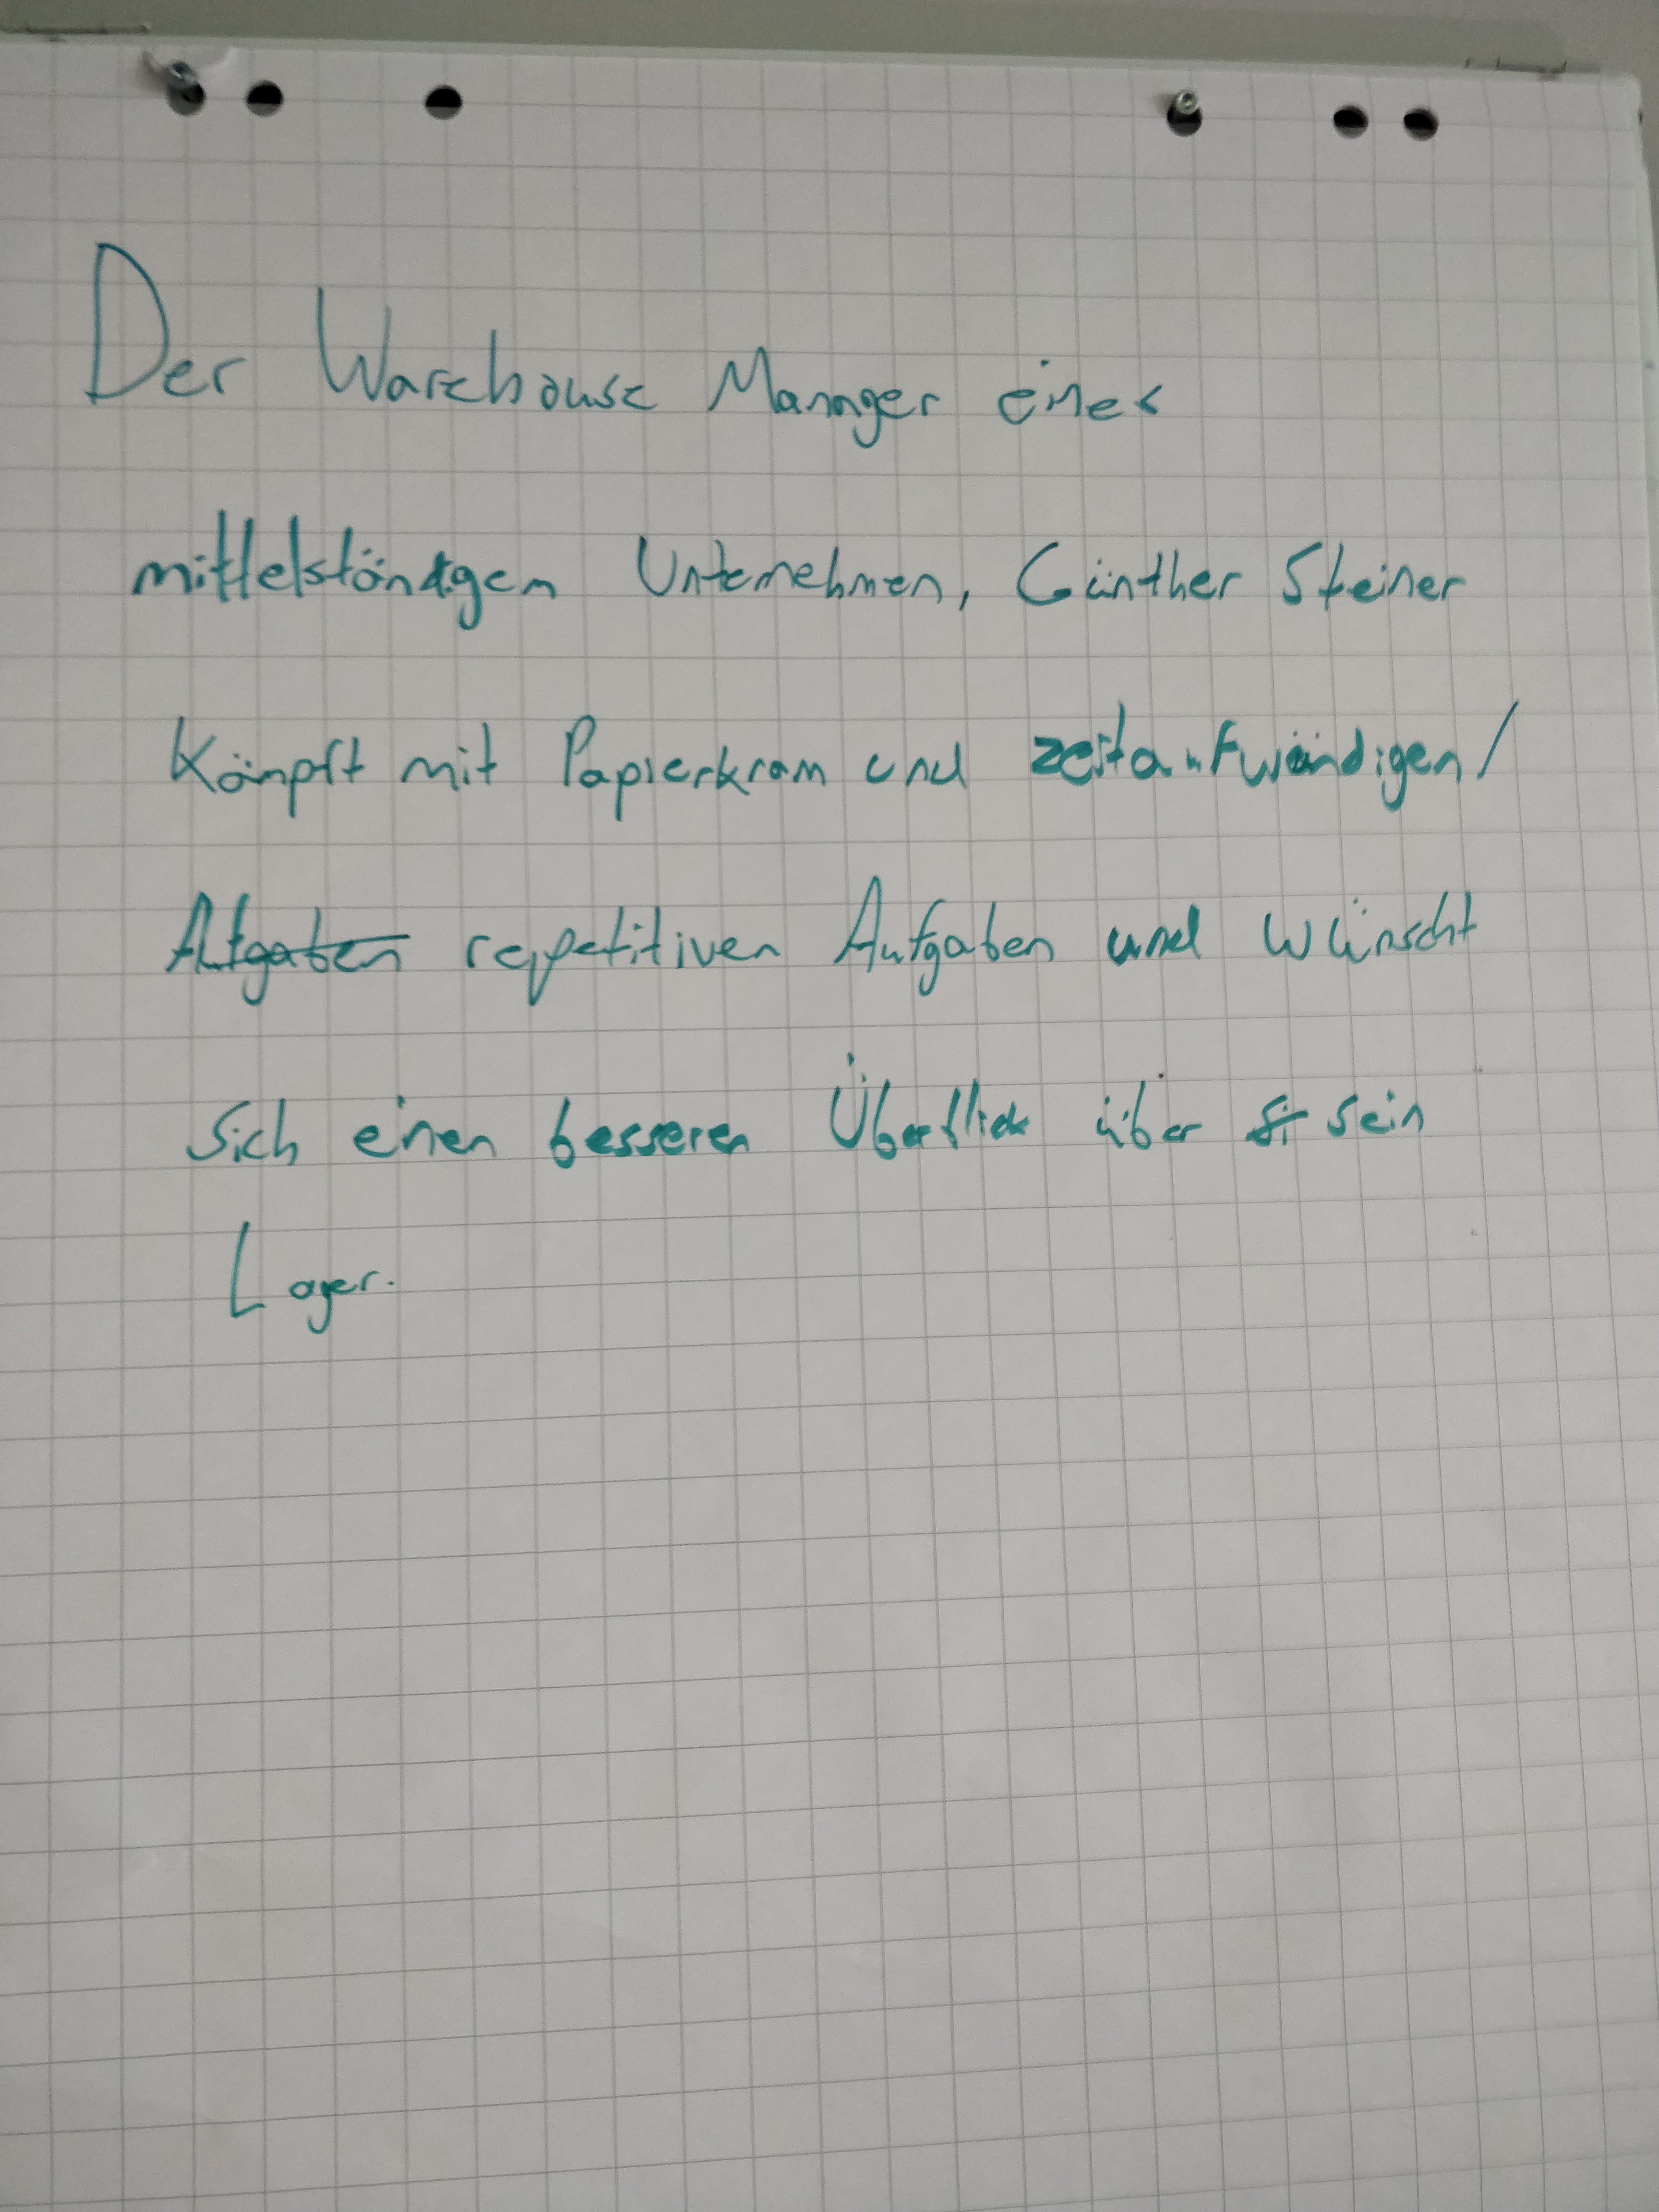 Der Warehouse Manager eines
mittelständigen Unternehmen, Günther Steiner
Kämpft mit Papierkram und zeitaufwändigen/
Aufgaben repetitiven Aufgaben und wünscht
sich einen besseren Überblick über si sein
Lager.